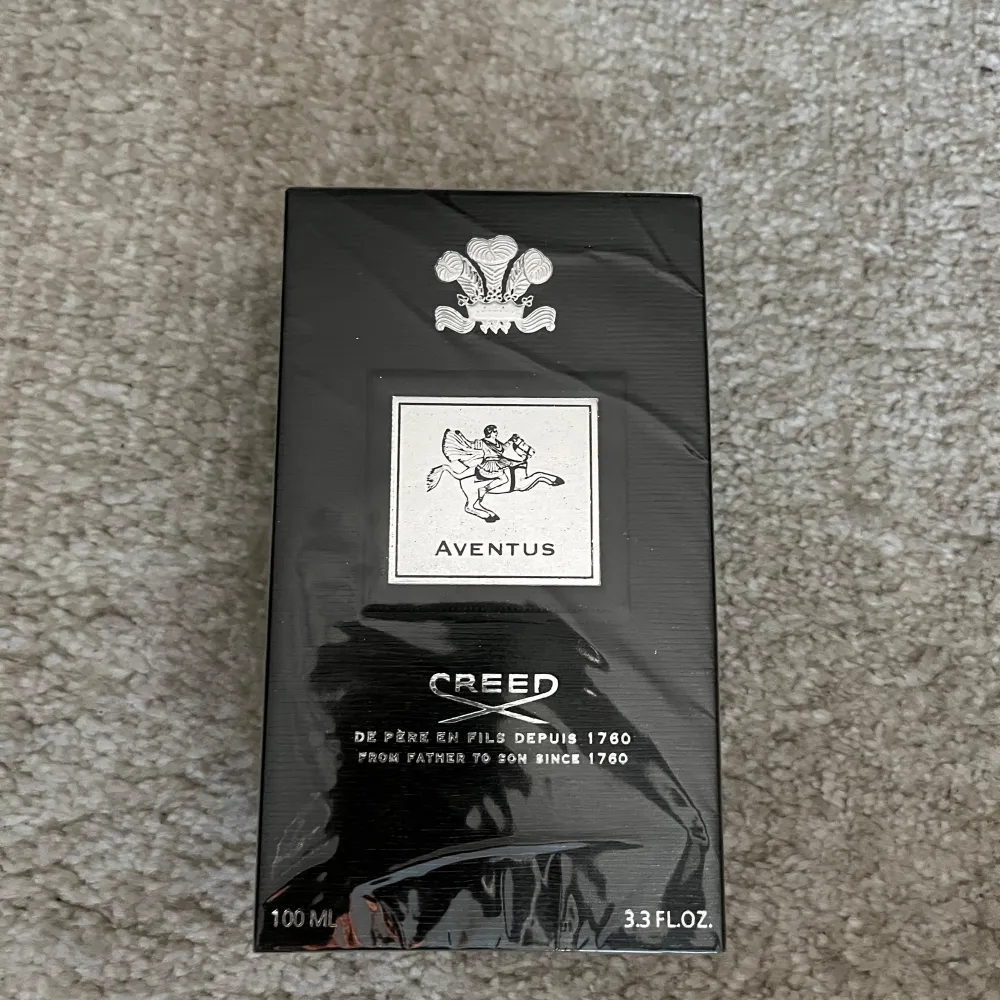 AVENTUS
CREED
DE PÈRE EN FILS DEPUIS 1760
FROM FATHER TO SON SINCE 1760
100 ML 3.3 FL.OZ.